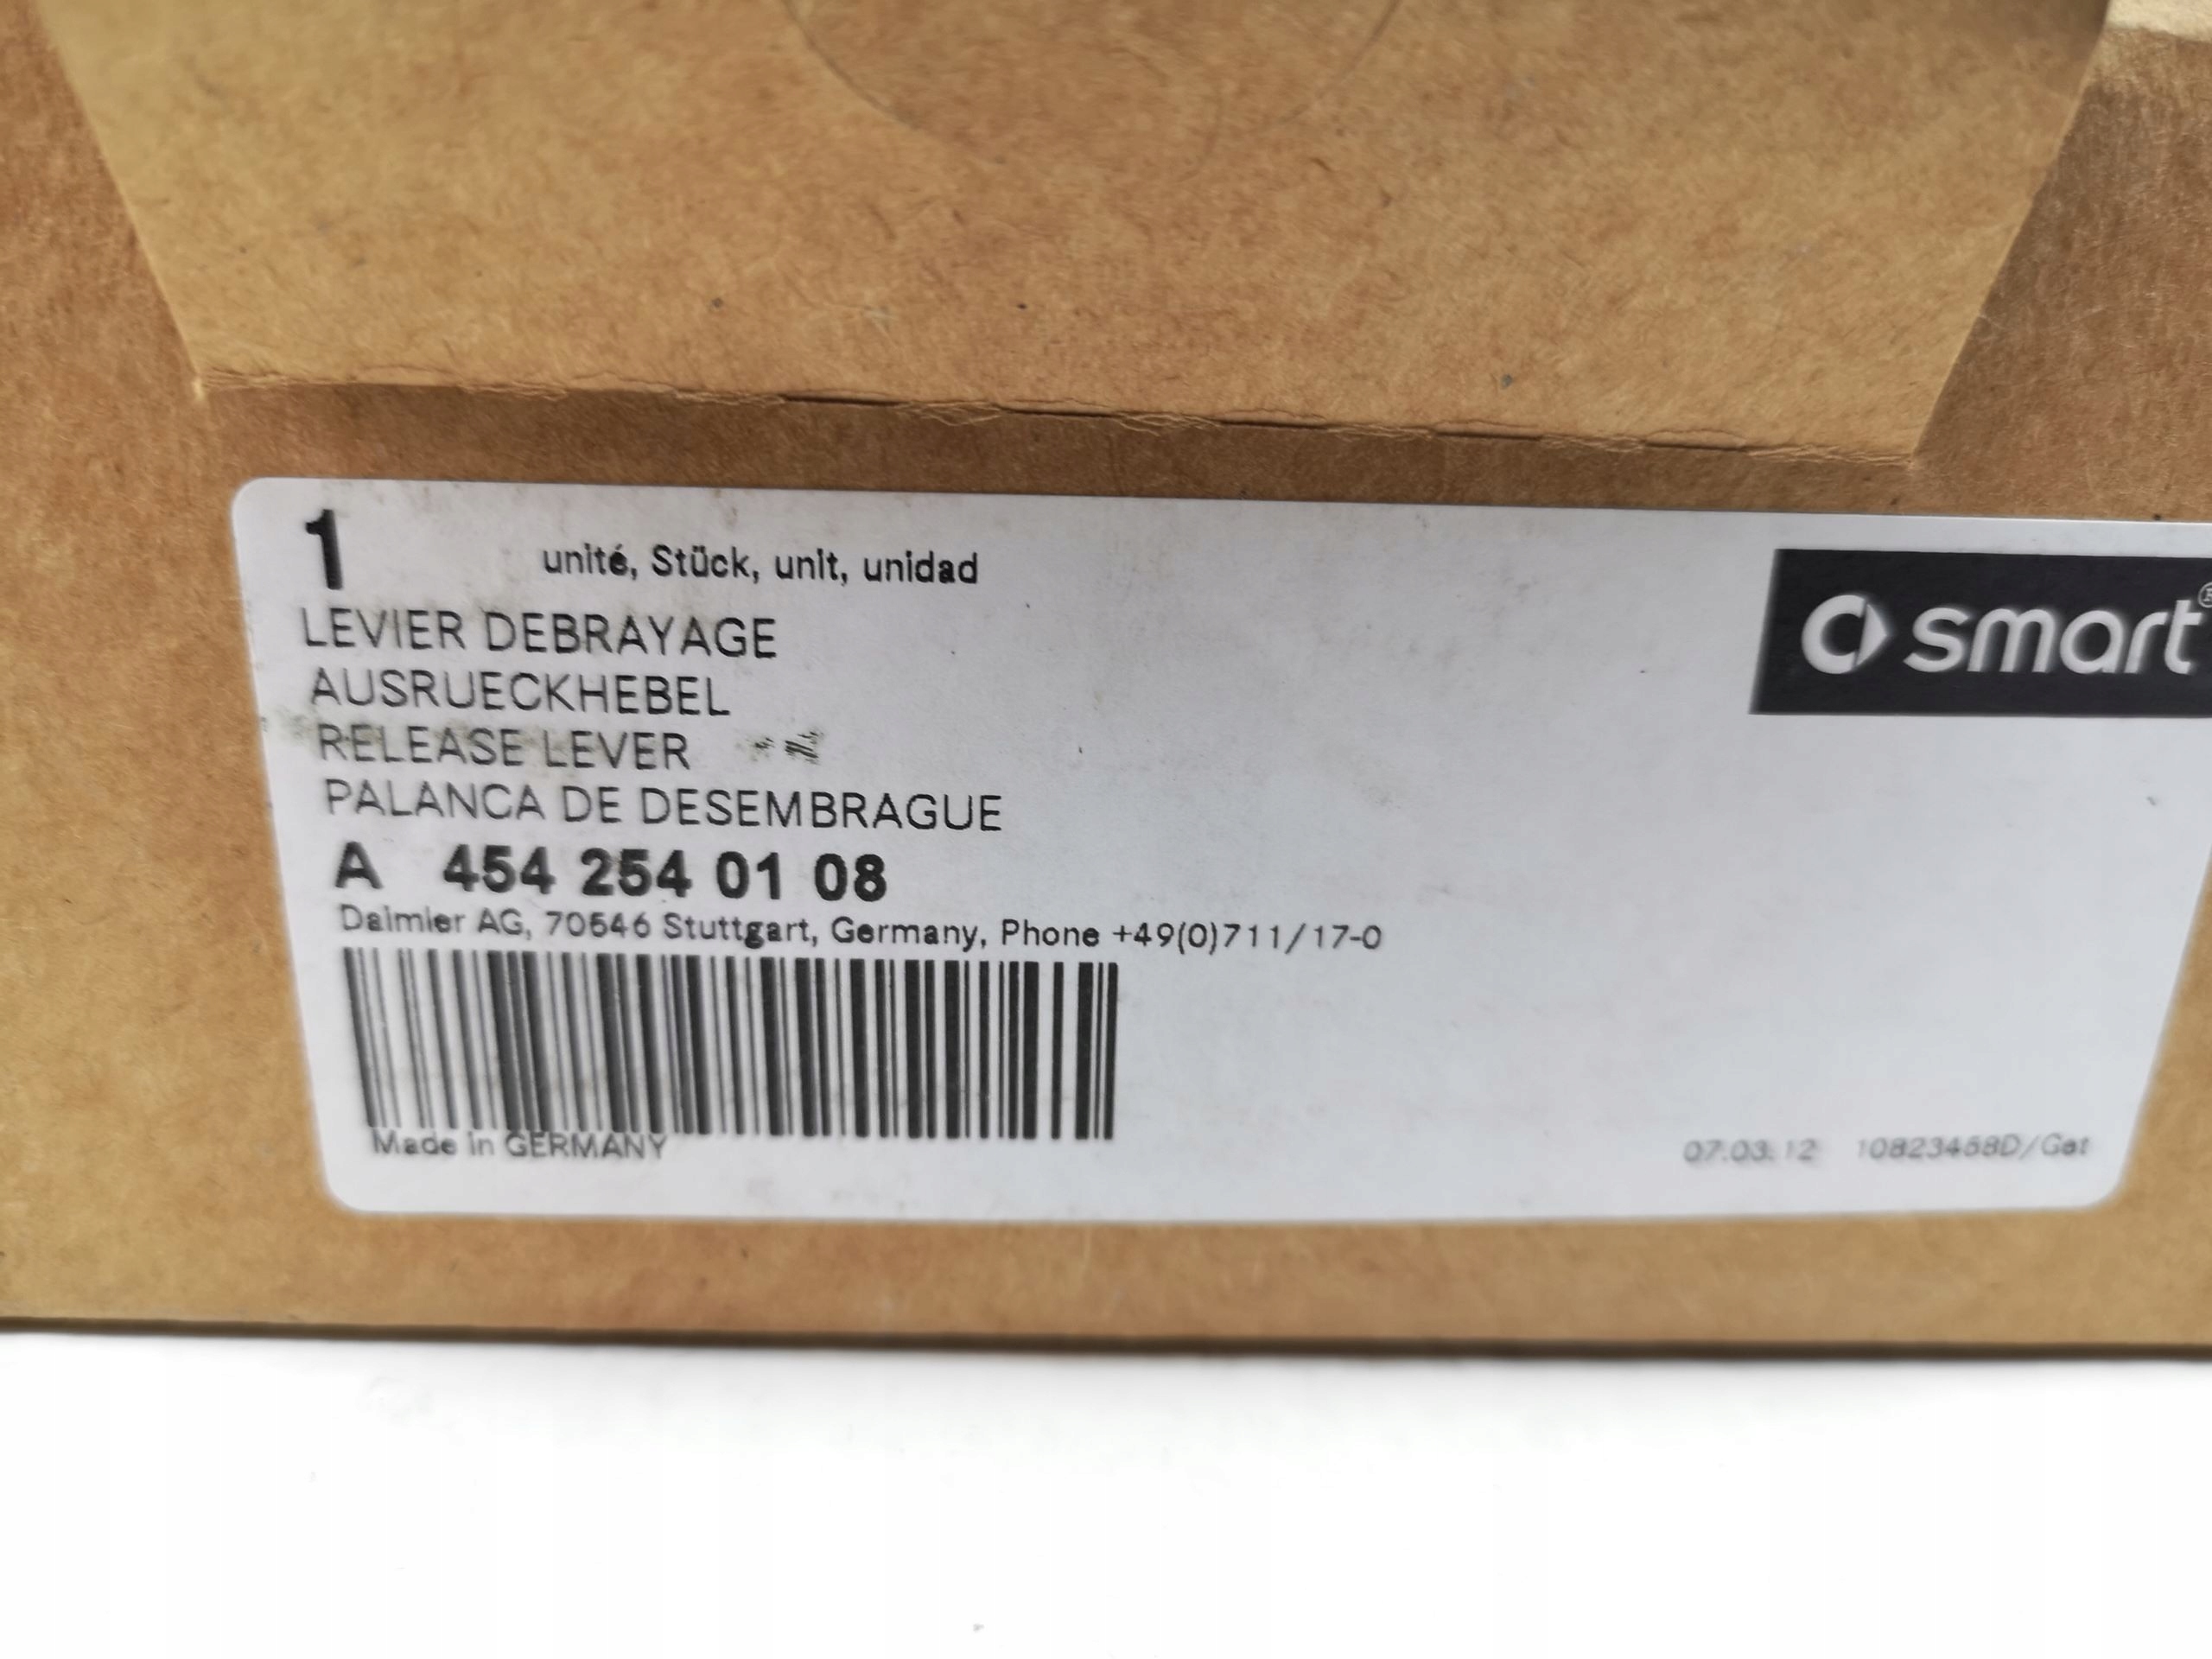 1 unité, Stück, unit, unidad
smart®
LEVIER DEBRAYAGE
AUSRUECKHEBEL
RELEASE LEVER
PALANCA DE DESEMBRAGUE
A 454 254 01 08
Daimler AG, 70546 Stuttgart, Germany, Phone +49(0)711/17-0
Made in GERMANY
07.03.12